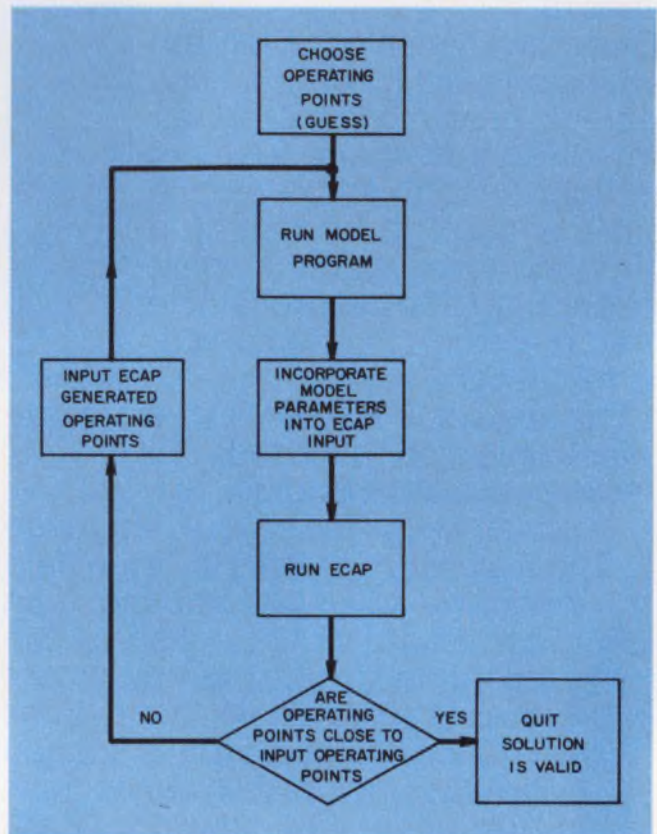 CHOOSE
OPERATING
POINTS
(GUESS)
RUN MODEL
PROGRAM
INPUT ECAP
GENERATED
OPERATING
POINTS
INCORPORATE
MODEL
PARAMETERS
INTO ECAP
INPUT
RUN ECAP
NO
ARE
OPERATING
POINTS CLOSE TO
INPUT OPERATING
POINTS
YES
QUIT
SOLUTION
IS VALID